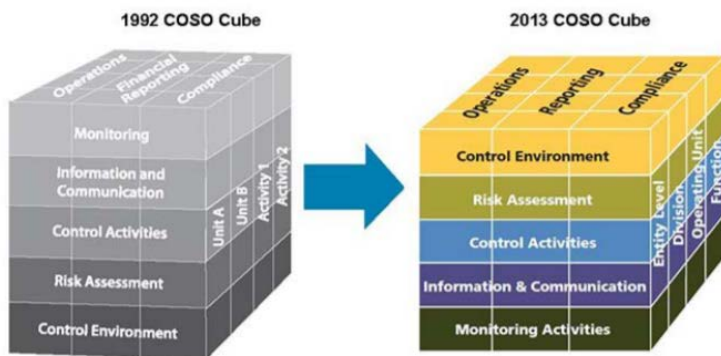 1992 COSO Cube
Operations
Financial
Reporting
Compliance
Monitoring
Information and
Communication
Control Activities
Risk Assessment
Control Environment
Unit A
Unit B
Activity 1
Activity 2
2013 COSO Cube
Operations
Reporting
Compliance
Control Environment
Risk Assessment
Control Activities
Information & Communication
Monitoring Activities
Entity Level
Division
Operating Unit
Function